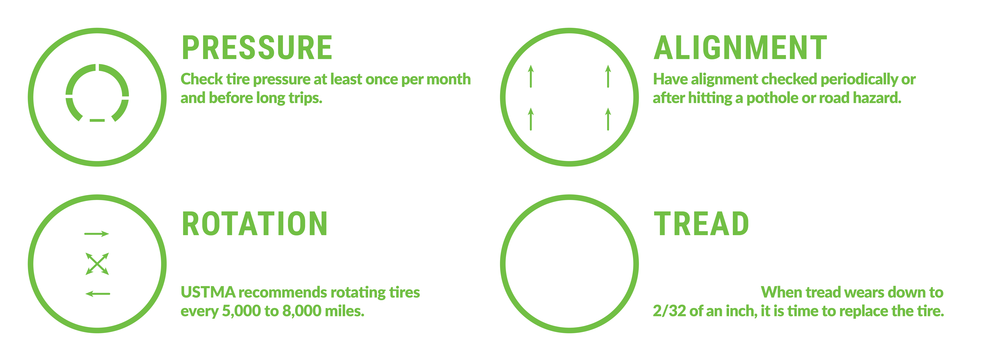 PRESSURE
Check tire pressure at least once per month
and before long trips.
ALIGNMENT
Have alignment checked periodically or
after hitting a pothole or road hazard.
ROTATION
USTMA recommends rotating tires
every 5,000 to 8,000 miles.
TREAD
When tread wears down to
2/32 of an inch, it is time to replace the tire.